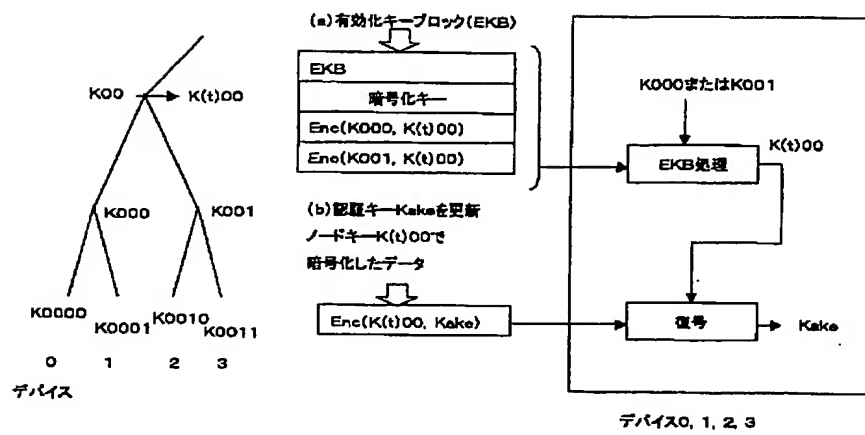 K00
K(t)00
K000
K001
K0000
K0001
K0010
K0011
0
1
2
3
デバイス
(a)有効化キーブロック(EKB)
EKB
暗号化キー
Enc(K000, K(t)00)
Enc(K001, K(t)00)
(b)認証キーKakeを更新
ノードキーK(t)00で
暗号化したデータ
Enc(K(t)00, Kake)
K000またはK001
EKB処理
K(t)00
復号
Kake
デバイス0, 1, 2, 3